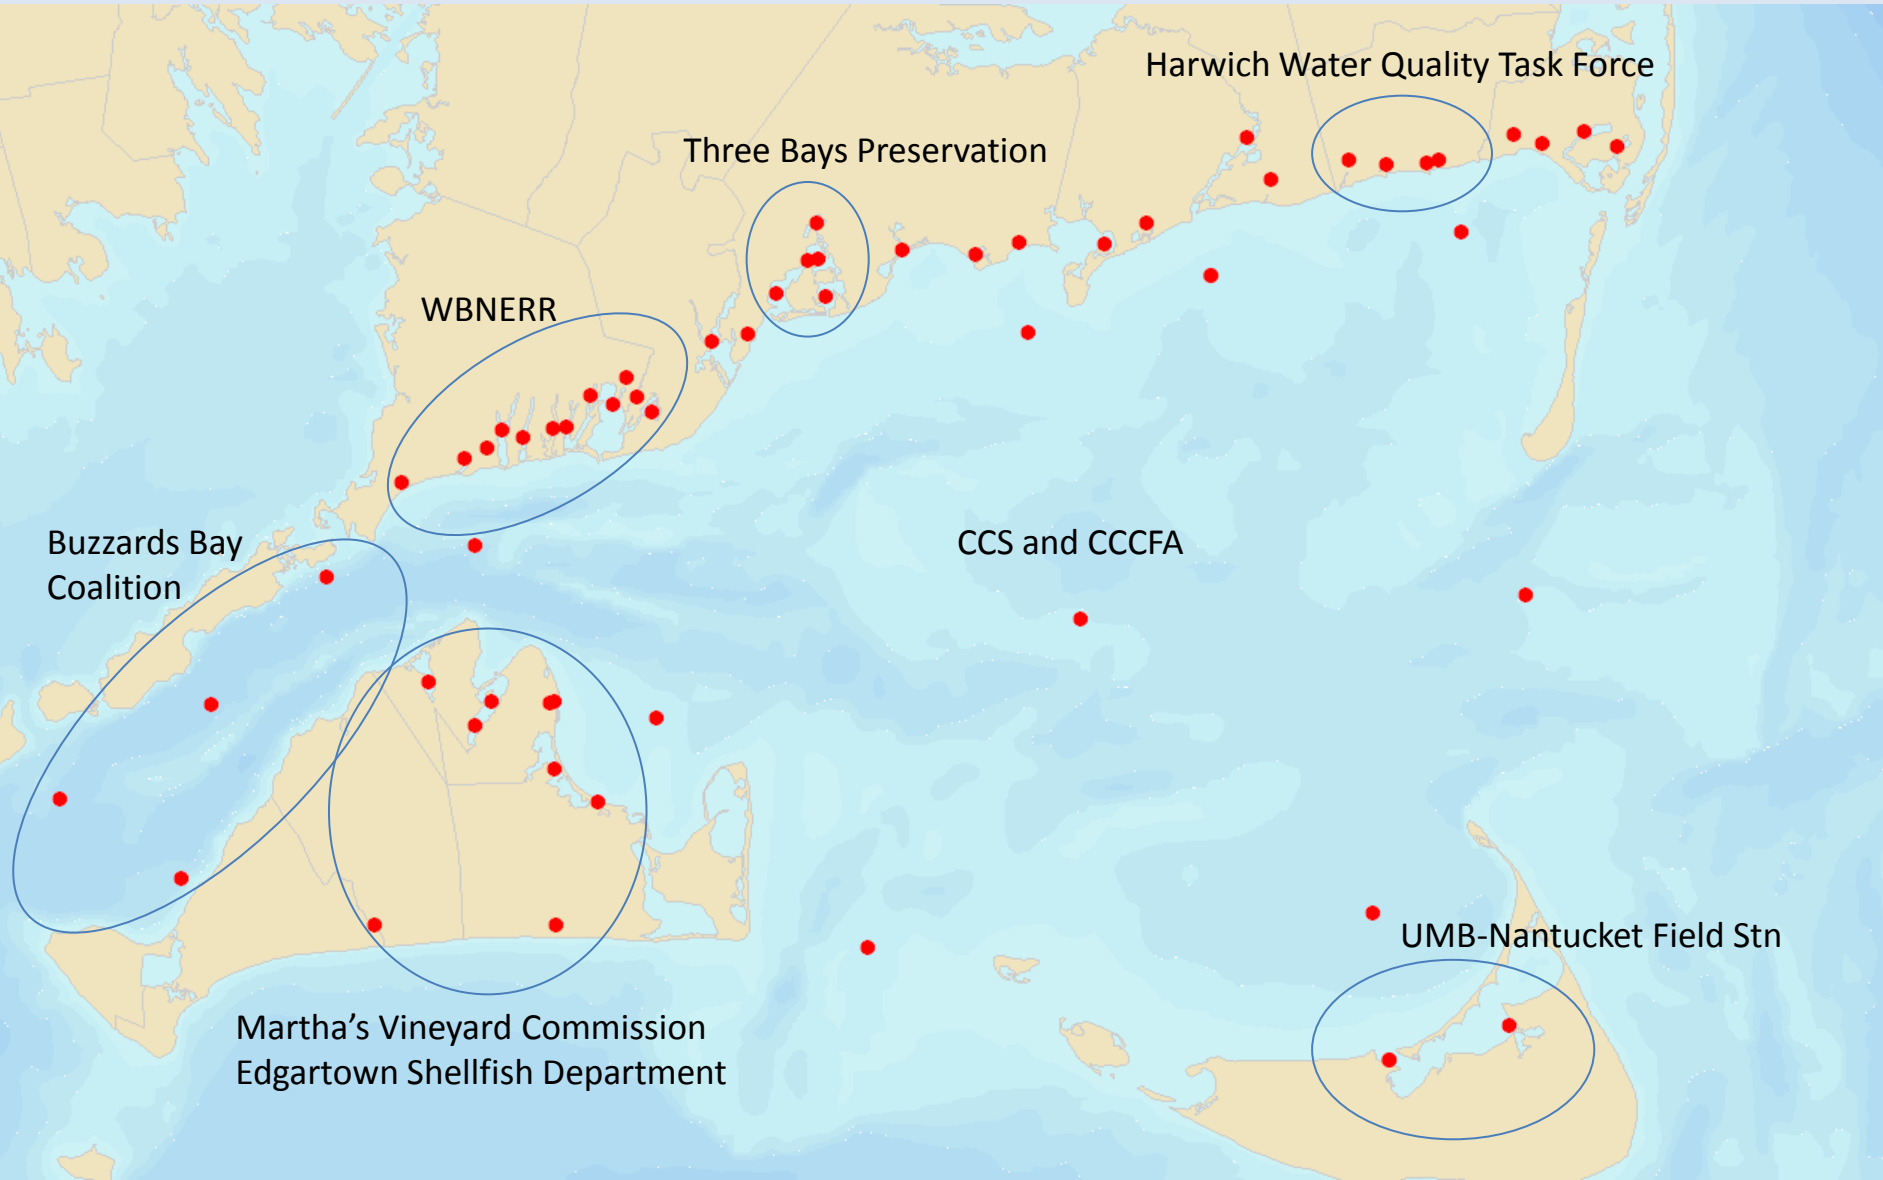 Harwich Water Quality Task Force
Three Bays Preservation
WBNERR
Buzzards Bay
Coalition
CCS and CCCFA
UMB-Nantucket Field Stn
Martha’s Vineyard Commission
Edgartown Shellfish Department